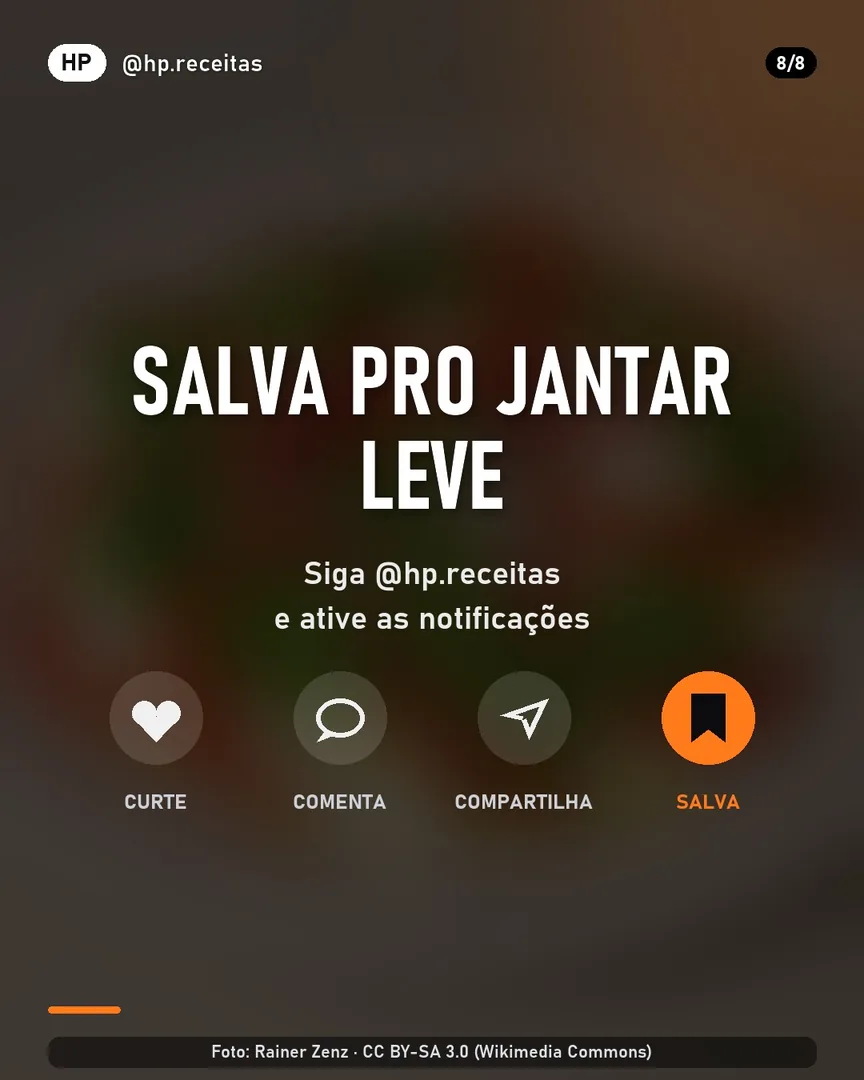 HP @hp.receitas 8/8
SALVA PRO JANTAR
LEVE
Siga @hp.receitas
e ative as notificações
CURTE COMENTA COMPARTILHA SALVA
Foto: Rainer Zenz · CC BY-SA 3.0 (Wikimedia Commons)